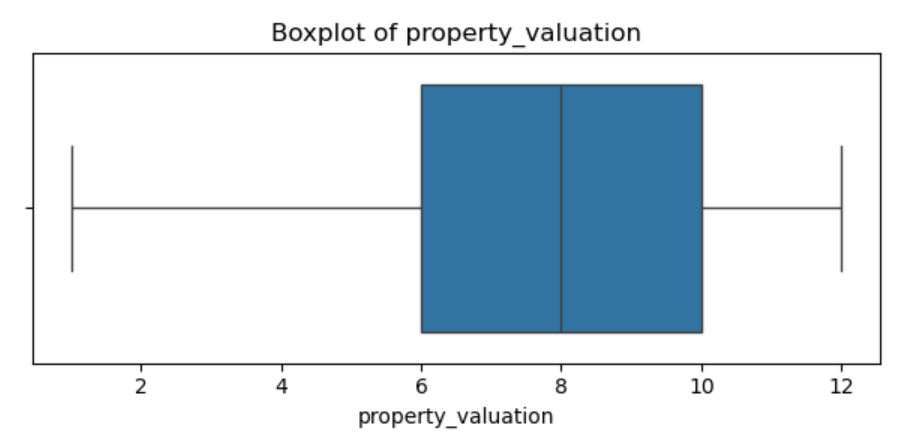 Boxplot of property_valuation
2 4 6 8 10 12
property_valuation